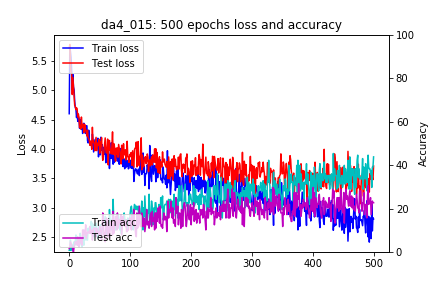 da4_015: 500 epochs loss and accuracy
Train loss
Test loss
Train acc
Test acc
Loss
5.5
5.0
4.5
4.0
3.5
3.0
2.5
Accuracy
100
80
60
40
20
0
0 100 200 300 400 500